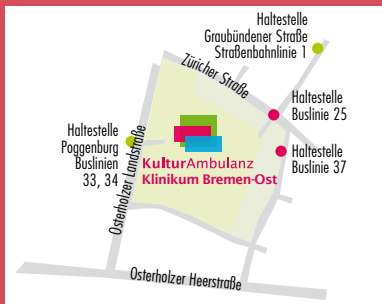 Haltestelle
Graubündener Straße
Straßenbahnlinie 1
Züricher Straße
Haltestelle
Buslinie 25
Haltestelle
Poggenburg
Buslinien
33, 34
Haltestelle
Buslinie 37
KulturAmbulanz
Klinikum Bremen-Ost
Osterholzer Landstraße
Osterholzer Heerstraße